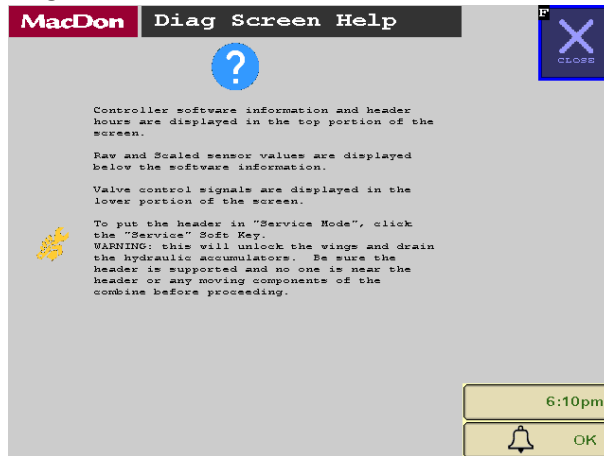 MacDon Diag Screen Help
F
CLOSE
?
Controller software information and header
hours are displayed in the top portion of the
screen.
Raw and Scaled sensor values are displayed
below the software information.
Valve control signals are displayed in the
lower portion of the screen.
To put the header in "Service Mode", click
the "Service" Soft Key.
WARNING: this will unlock the wings and drain
the hydraulic accumulators. Be sure the
header is supported and no one is near the
header or any moving components of the
combine before proceeding.
6:10pm
OK